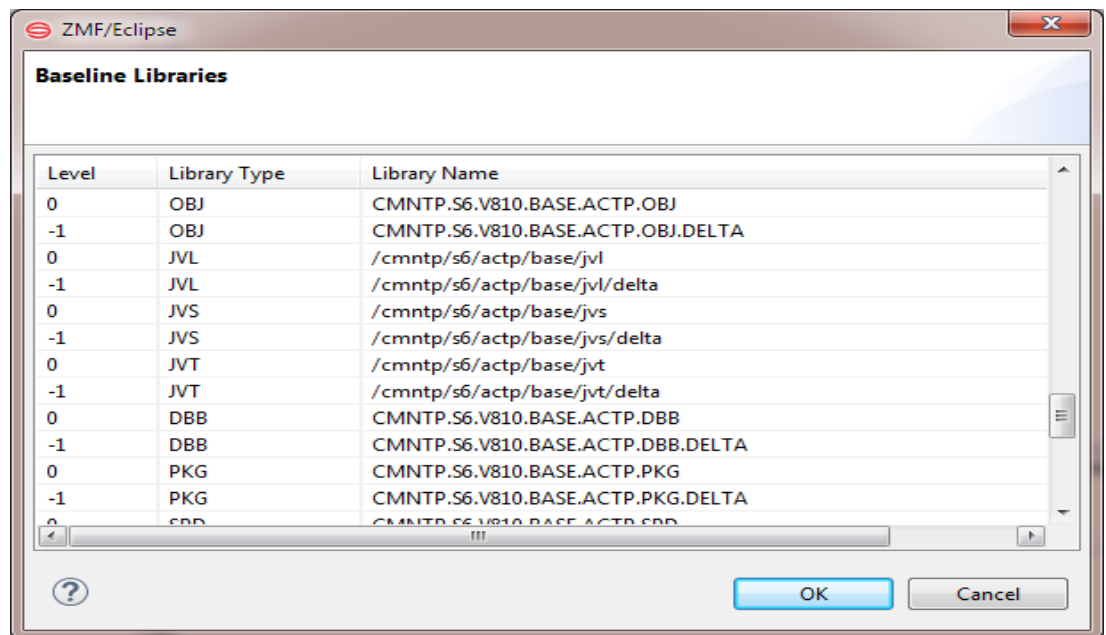 ZMF/Eclipse
Baseline Libraries
Level Library Type Library Name
0 OBJ CMNTP.S6.V810.BASE.ACTP.OBJ
-1 OBJ CMNTP.S6.V810.BASE.ACTP.OBJ.DELTA
0 JVL /cmntp/s6/actp/base/jvl
-1 JVL /cmntp/s6/actp/base/jvl/delta
0 JVS /cmntp/s6/actp/base/jvs
-1 JVS /cmntp/s6/actp/base/jvs/delta
0 JVT /cmntp/s6/actp/base/jvt
-1 JVT /cmntp/s6/actp/base/jvt/delta
0 DBB CMNTP.S6.V810.BASE.ACTP.DBB
-1 DBB CMNTP.S6.V810.BASE.ACTP.DBB.DELTA
0 PKG CMNTP.S6.V810.BASE.ACTP.PKG
-1 PKG CMNTP.S6.V810.BASE.ACTP.PKG.DELTA
OK Cancel